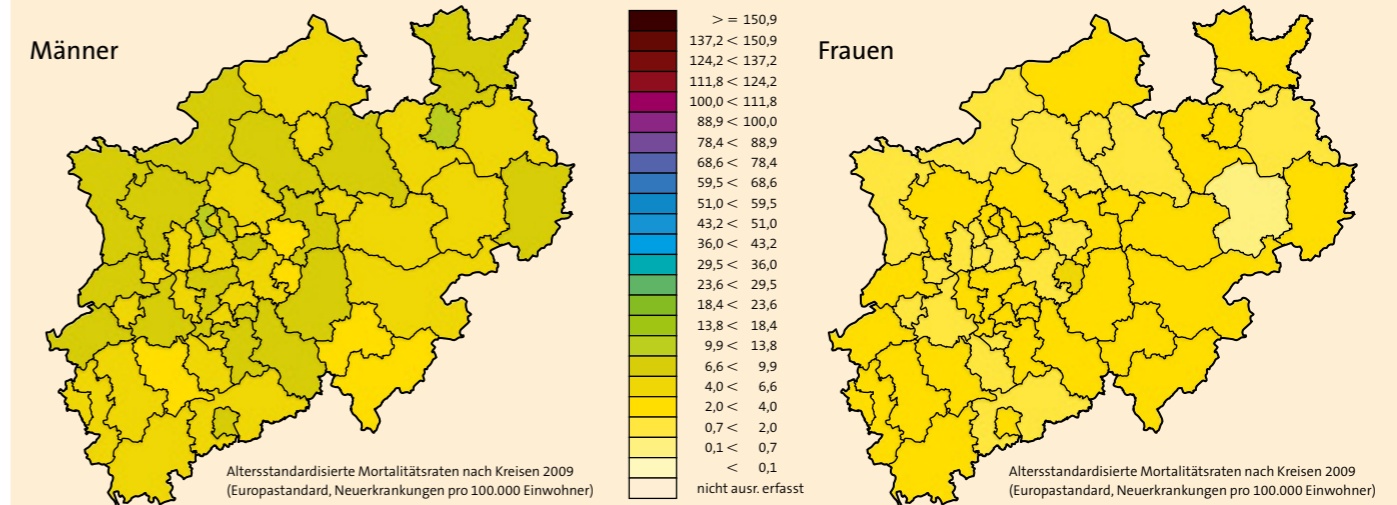 Männer
> = 150,9
137,2 < 150,9
124,2 < 137,2
111,8 < 124,2
100,0 < 111,8
88,9 < 100,0
78,4 < 88,9
68,6 < 78,4
59,5 < 68,6
51,0 < 59,5
43,2 < 51,0
36,0 < 43,2
29,5 < 36,0
23,6 < 29,5
18,4 < 23,6
13,8 < 18,4
9,9 < 13,8
6,6 < 9,9
4,0 < 6,6
2,0 < 4,0
0,7 < 2,0
0,1 < 0,7
< 0,1
nicht ausr. erfasst
Altersstandardisierte Mortalitätsraten nach Kreisen 2009
(Europastandard, Neuerkrankungen pro 100.000 Einwohner)
Frauen
Altersstandardisierte Mortalitätsraten nach Kreisen 2009
(Europastandard, Neuerkrankungen pro 100.000 Einwohner)